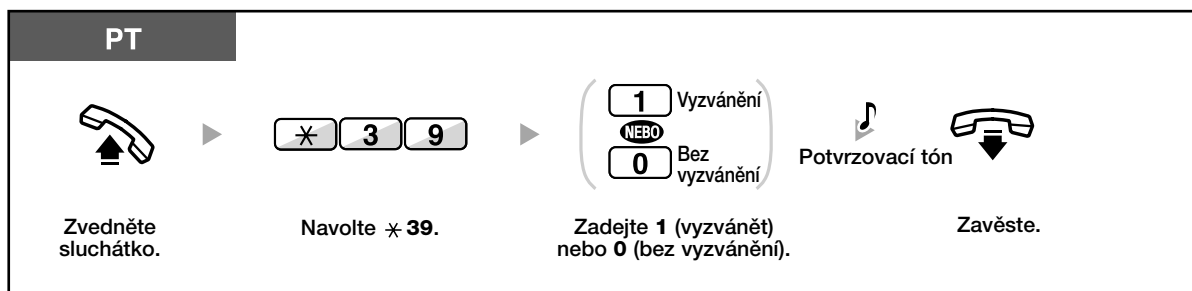 PT
✳ 3 9
1 Vyzvánění
NEBO
0 Bez
vyzvánění
Potvrzovací tón
Zvedněte
sluchátko.
Navolte ✳ 39.
Zadejte 1 (vyzvánět)
nebo 0 (bez vyzvánění).
Zavěste.